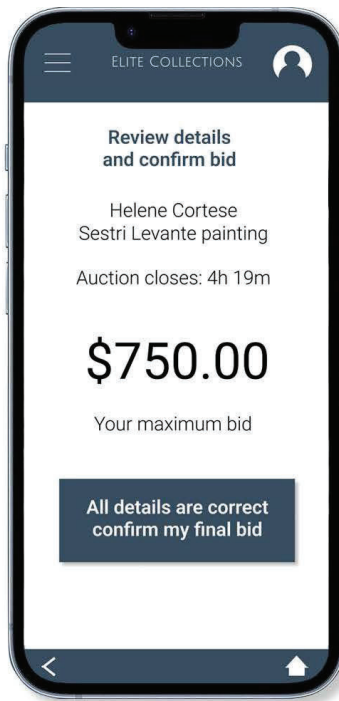 ELITE COLLECTIONS
Review details
and confirm bid
Helene Cortese
Sestri Levante painting
Auction closes: 4h 19m
$750.00
Your maximum bid
All details are correct
confirm my final bid